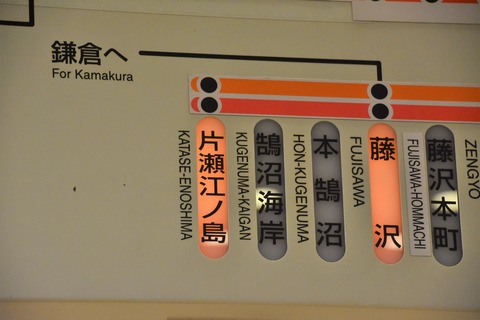 鎌倉へ
For Kamakura
片瀬江ノ島
KATASE-ENOSHIMA
鵠沼海岸
KUGENUMA-KAIGAN
本鵠沼
HON-KUGENUMA
藤沢
FUJISAWA
藤沢本町
FUJISAWA-HOMMACHI
ZENGYO